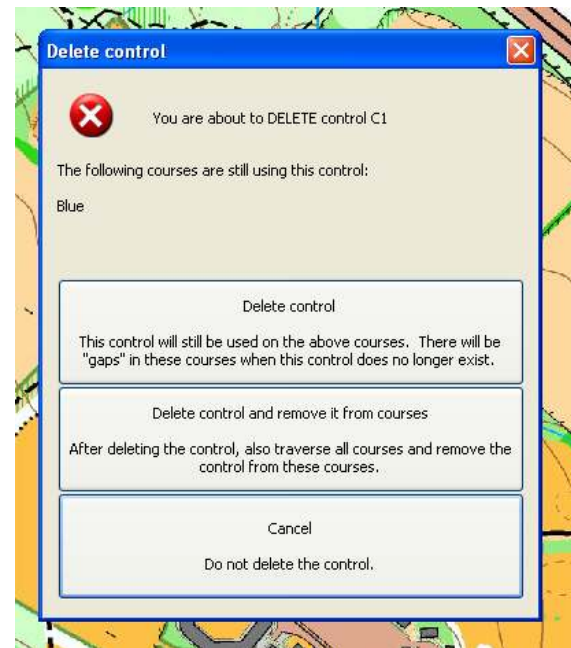 Delete control
You are about to DELETE control C1
The following courses are still using this control:
Blue
Delete control
This control will still be used on the above courses. There will be
"gaps" in these courses when this control does no longer exist.
Delete control and remove it from courses
After deleting the control, also traverse all courses and remove the
control from these courses.
Cancel
Do not delete the control.